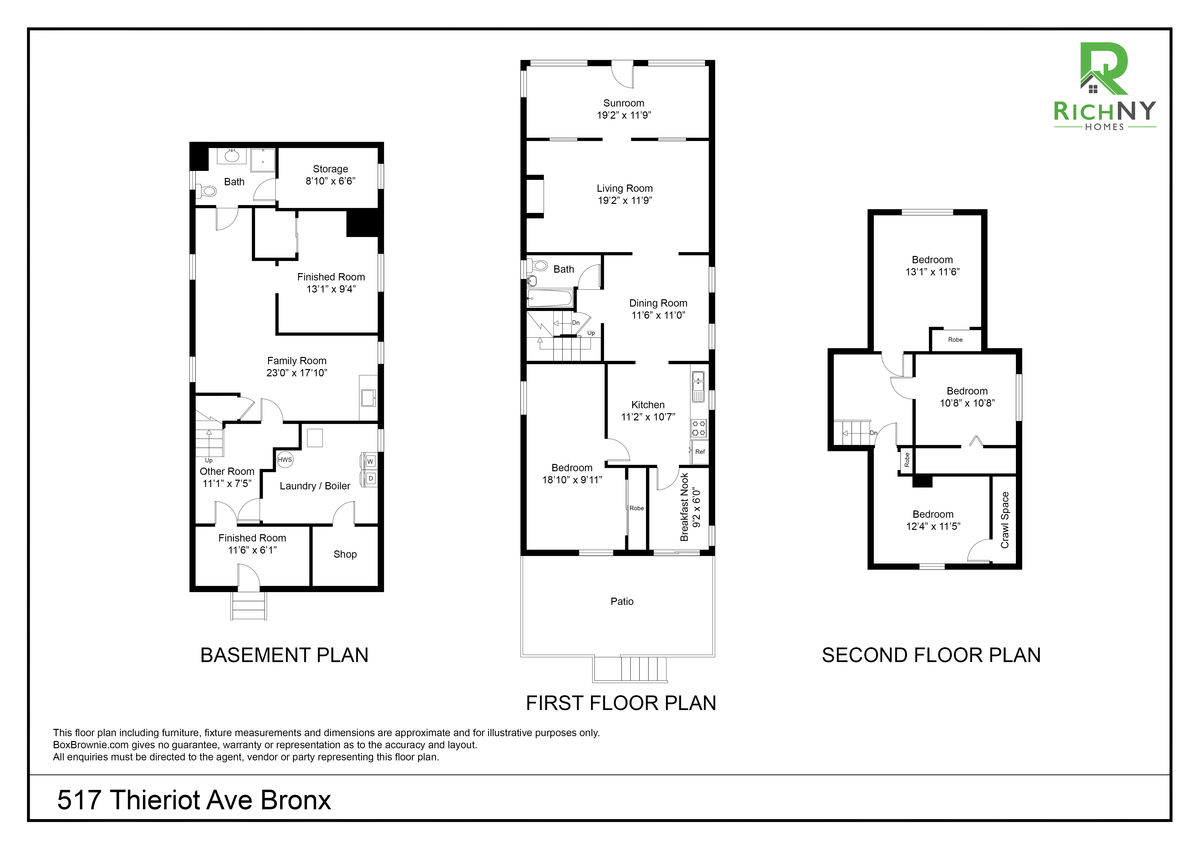 RICHNY
HOMES
Bath
Storage
8'10" x 6'6"
Finished Room
13'1" x 9'4"
Family Room
23'0" x 17'10"
Up
HWS
W
D
Other Room
11'1" x 7'5"
Laundry / Boiler
Finished Room
11'6" x 6'1"
Shop
BASEMENT PLAN
Sunroom
19'2" x 11'9"
Living Room
19'2" x 11'9"
Bath
Dn
Up
Dining Room
11'6" x 11'0"
Kitchen
11'2" x 10'7"
Ref
Bedroom
18'10" x 9'11"
Robe
Breakfast Nook
9'2 x 6'0"
Patio
FIRST FLOOR PLAN
Bedroom
13'1" x 11'6"
Robe
Bedroom
10'8" x 10'8"
Dn
Robe
Bedroom
12'4" x 11'5"
Crawl Space
SECOND FLOOR PLAN
This floor plan including furniture, fixture measurements and dimensions are approximate and for illustrative purposes only.
BoxBrownie.com gives no guarantee, warranty or representation as to the accuracy and layout.
All enquiries must be directed to the agent, vendor or party representing this floor plan.
517 Thieriot Ave Bronx